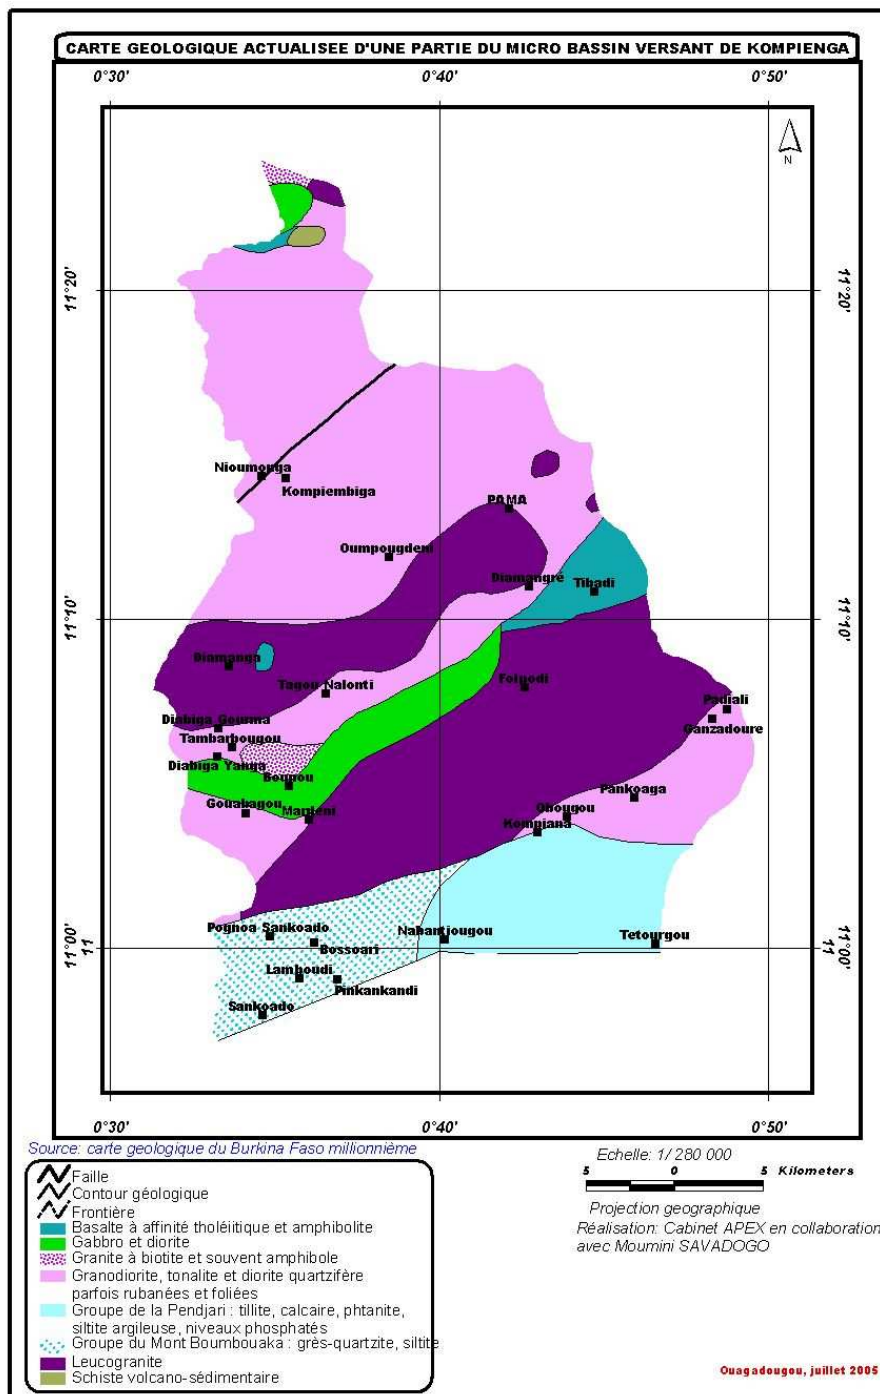 CARTE GEOLOGIQUE ACTUALISEE D'UNE PARTIE DU MICRO BASSIN VERSANT DE KOMPIENGA
0°30' 0°40' 0°50'
N
11°20' 11°20'
Nioumouga
Kompiembiga
PAMA
Oumpougdeni
Diamangré
Tibadi
11°10' 11°10'
Diamanga
Tagou Nalonti
Foluodi
Padiali
Diabiga Gourma
Ganzadoure
Tambarbougou
Diabiga Yanga
Bougou
Pankoaga
Gouabagou
Manteni
Obougou
Kompiana
Pognoa Sankoado
Nabantjougou
Tetourgou
11°00' 11 11 11°00'
Bossoari
Lamboudi
Pinkankandi
Sankoado
0°30' 0°40' 0°50'
Source: carte geologique du Burkina Faso millionnième
Faille
Contour géologique
Frontière
Basalte à affinité tholéiitique et amphibolite
Gabbro et diorite
Granite à biotite et souvent amphibole
Granodiorite, tonalite et diorite quartzifère
parfois rubanées et foliées
Groupe de la Pendjari : tillite, calcaire, phtanite,
siltite argileuse, niveaux phosphatés
Groupe du Mont Boumbouaka : grès-quartzite, siltite
Leucogranite
Schiste volcano-sédimentaire
Echelle: 1/ 280 000
5 0 5 Kilometers
Projection geographique
Réalisation: Cabinet APEX en collaboration
avec Moumini SAVADOGO
Ouagadougou, juillet 2005